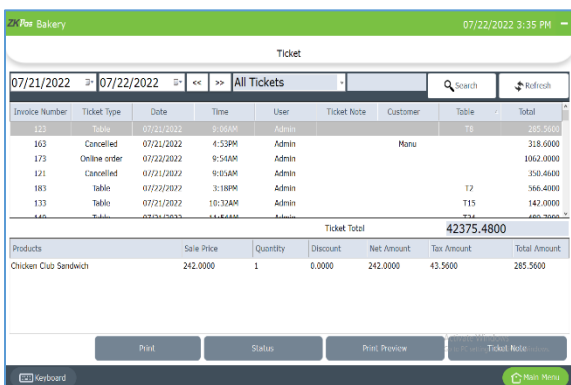 ZKPos Bakery 07/22/2022 3:35 PM
Ticket
07/21/2022 07/22/2022 << >> All Tickets Search Refresh
Invoice Number Ticket Type Date Time User Ticket Note Customer Table Total
123 Table 07/21/2022 9:06AM Admin T8 285.5600
163 Cancelled 07/21/2022 4:53PM Admin Manu 318.6000
173 Online order 07/22/2022 9:54AM Admin 1062.0000
121 Cancelled 07/21/2022 9:05AM Admin 350.4600
183 Table 07/22/2022 3:18PM Admin T2 566.4000
133 Table 07/21/2022 10:32AM Admin T15 142.0000
Table 07/21/2022 Admin
Ticket Total 42375.4800
Products Sale Price Quantity Discount Net Amount Tax Amount Total Amount
Chicken Club Sandwich 242.0000 1 0.0000 242.0000 43.5600 285.5600
Print Status Print Preview Ticket Note
Keyboard Main Menu